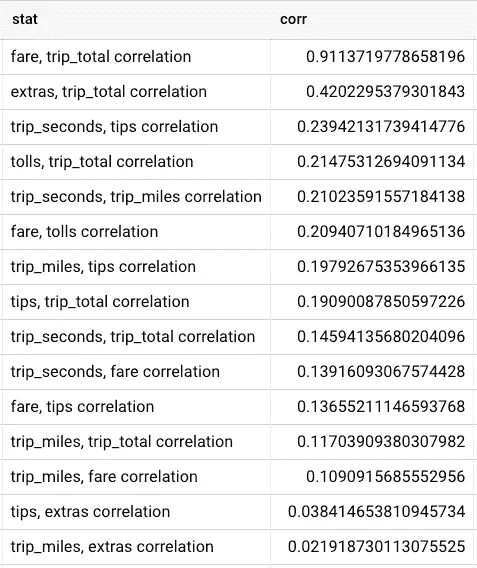 stat corr
fare, trip_total correlation 0.9113719778658196
extras, trip_total correlation 0.4202295379301843
trip_seconds, tips correlation 0.23942131739414776
tolls, trip_total correlation 0.21475312694091134
trip_seconds, trip_miles correlation 0.21023591557184138
fare, tolls correlation 0.20940710184965136
trip_miles, tips correlation 0.19792675353966135
tips, trip_total correlation 0.19090087850597226
trip_seconds, trip_total correlation 0.14594135680204096
trip_seconds, fare correlation 0.13916093067574428
fare, tips correlation 0.13655211146593768
trip_miles, trip_total correlation 0.11703909380307982
trip_miles, fare correlation 0.1090915685552956
tips, extras correlation 0.038414653810945734
trip_miles, extras correlation 0.021918730113075525